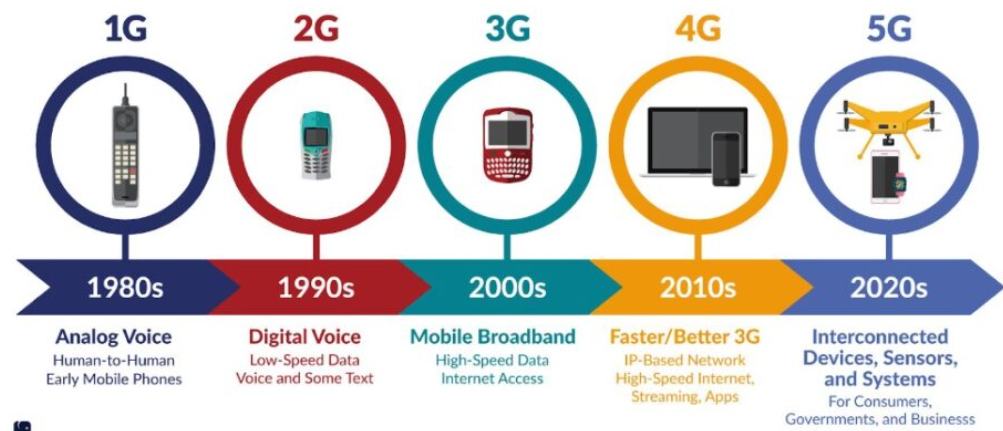 1G
2G
3G
4G
5G
1980s
1990s
2000s
2010s
2020s
Analog Voice
Human-to-Human
Early Mobile Phones
Digital Voice
Low-Speed Data
Voice and Some Text
Mobile Broadband
High-Speed Data
Internet Access
Faster/Better 3G
IP-Based Network
High-Speed Internet,
Streaming, Apps
Interconnected
Devices, Sensors,
and Systems
For Consumers,
Governments, and Businesss